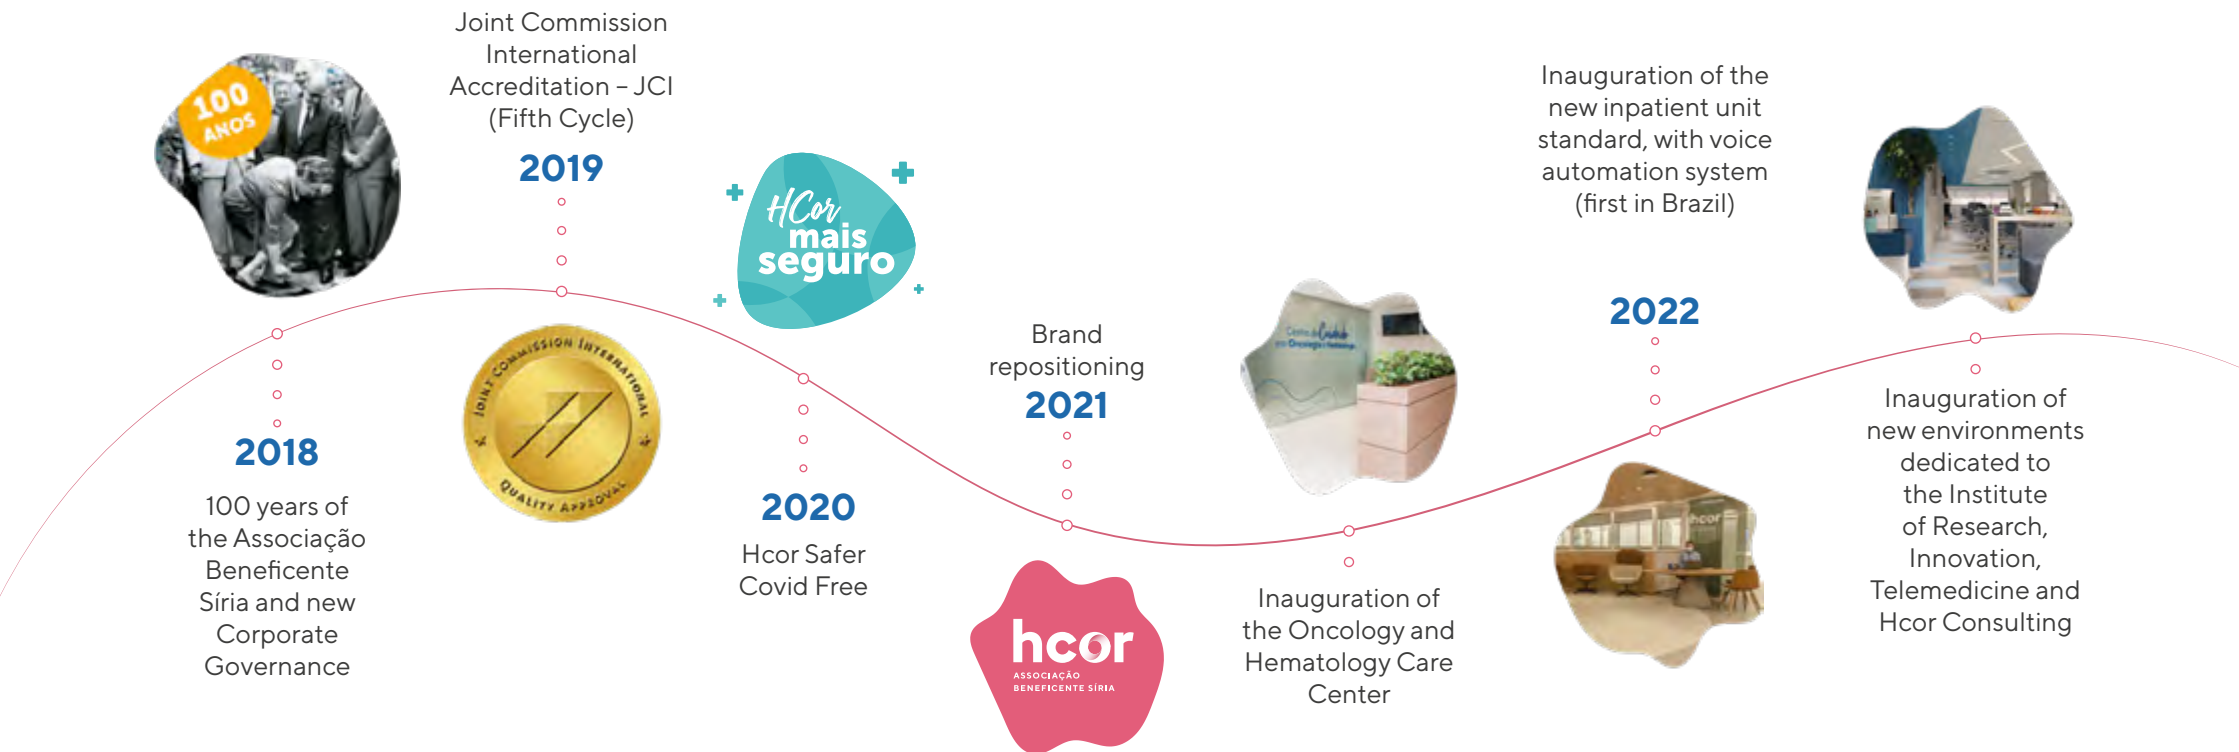 100
ANOS
2018
100 years of
the Associação
Beneficente
Síria and new
Corporate
Governance
Joint Commission
International
Accreditation – JCI
(Fifth Cycle)
2019
JOINT COMMISSION INTERNATIONAL
QUALITY APPROVAL
HCor
mais
seguro
2020
Hcor Safer
Covid Free
Brand
repositioning
2021
hcor
ASSOCIAÇÃO
BENEFICENTE SÍRIA
Inauguration of
the Oncology and
Hematology Care
Center
Inauguration of the
new inpatient unit
standard, with voice
automation system
(first in Brazil)
2022
hcor
Inauguration of
new environments
dedicated to
the Institute
of Research,
Innovation,
Telemedicine and
Hcor Consulting